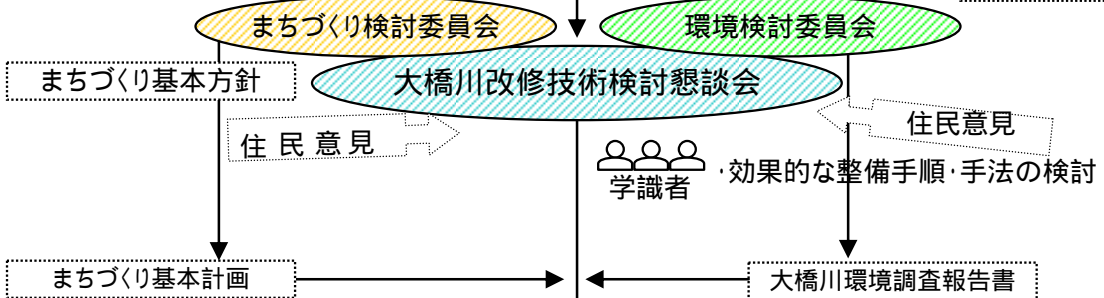 まちづくり検討委員会
環境検討委員会
まちづくり基本方針
大橋川改修技術検討懇談会
住民意見
住民意見
学識者
・効果的な整備手順・手法の検討
まちづくり基本計画
大橋川環境調査報告書